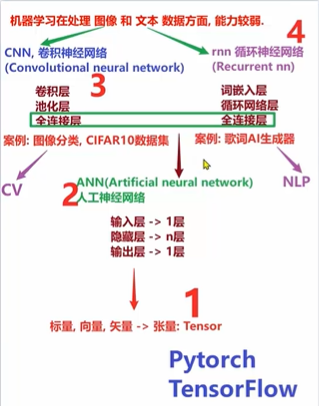 机器学习在处理 图像 和 文本 数据方面, 能力较弱.
4
CNN, 卷积神经网络
(Convolutional neural network)
rnn 循环神经网络
(Recurrent nn)
3
卷积层
池化层
全连接层
词嵌入层
循环网络层
全连接层
案例: 图像分类, CIFAR10数据集
案例: 歌词AI生成器
CV
NLP
2
ANN(Artificial neural network)
人工神经网络
输入层 -> 1层
隐藏层 -> n层
输出层 -> 1层
1
标量, 向量, 矢量 -> 张量: Tensor
Pytorch
TensorFlow